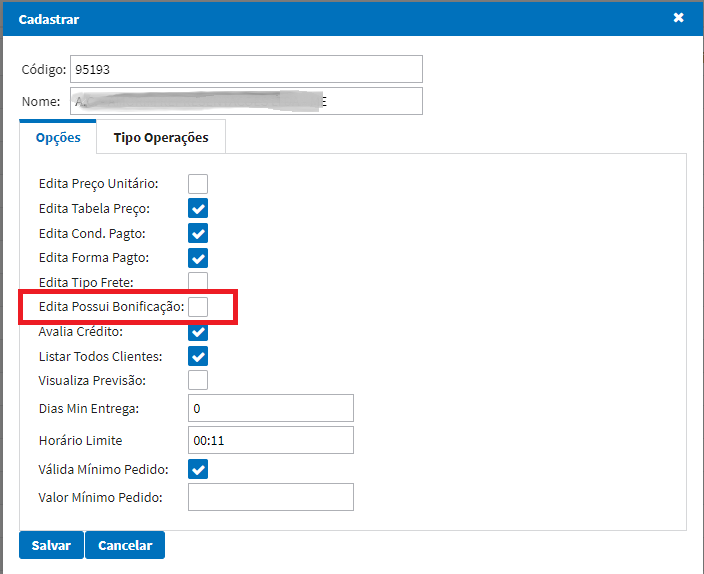 Cadastrar
Código: 95193
Nome:
Opções Tipo Operações
Edita Preço Unitário:
Edita Tabela Preço:
Edita Cond. Pagto:
Edita Forma Pagto:
Edita Tipo Frete:
Edita Possui Bonificação:
Avalia Crédito:
Listar Todos Clientes:
Visualiza Previsão:
Dias Min Entrega: 0
Horário Limite 00:11
Válida Mínimo Pedido:
Valor Mínimo Pedido:
Salvar Cancelar